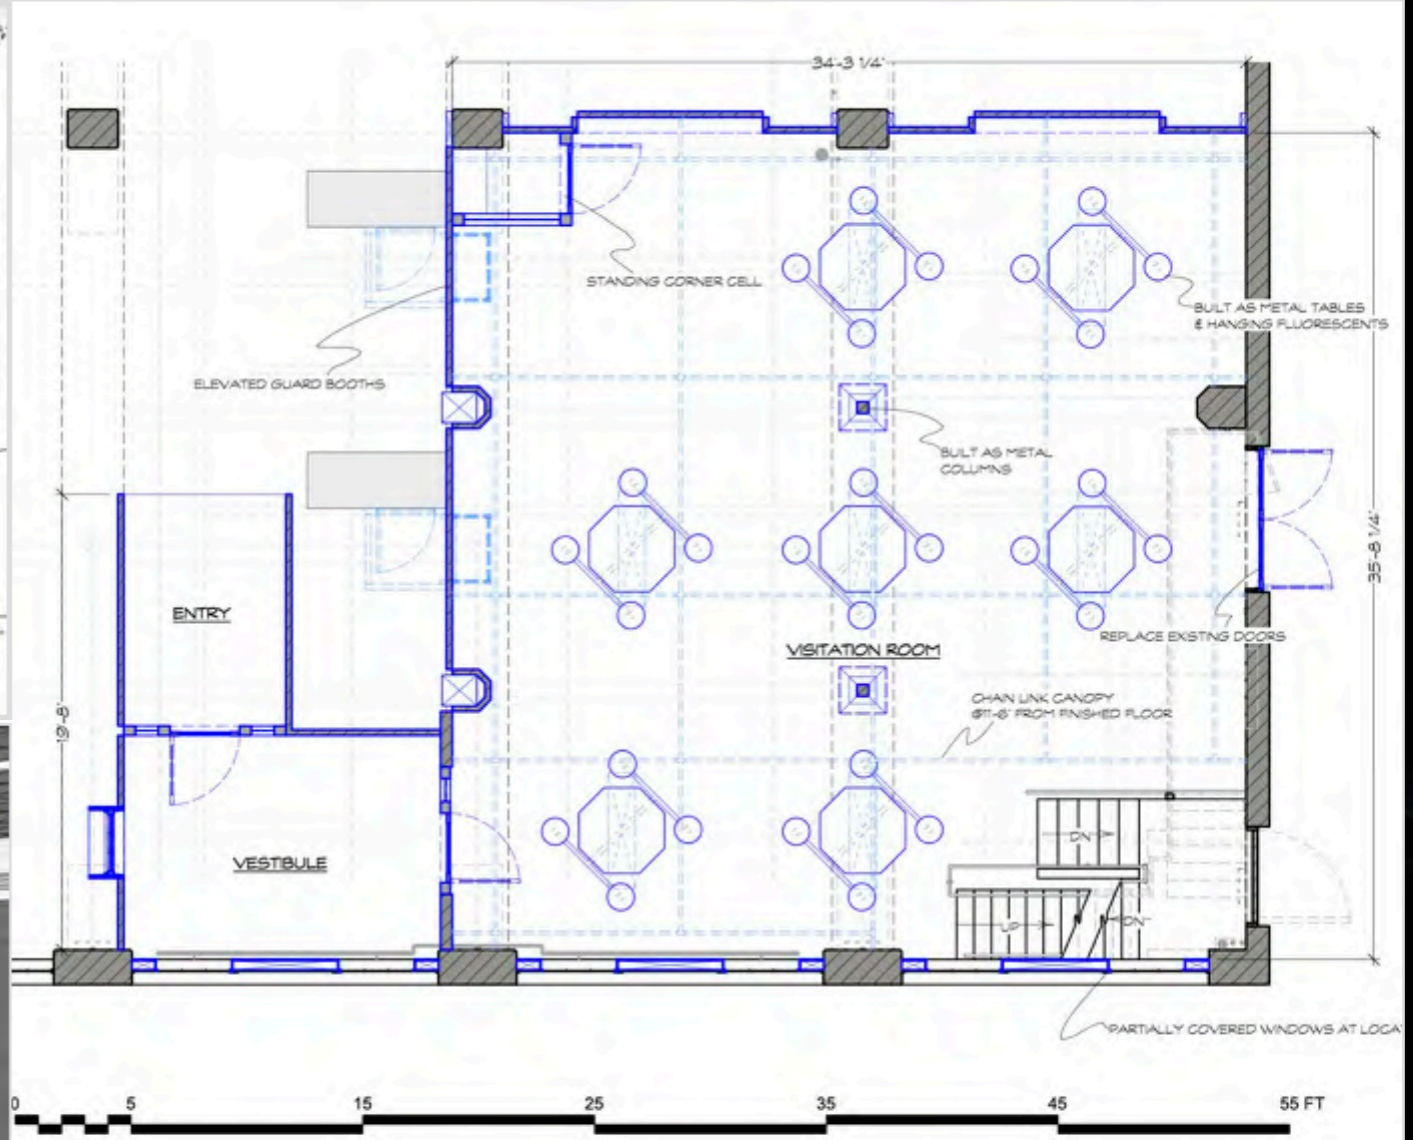 34'-3 1/4"
STANDING CORNER CELL
BUILT AS METAL TABLES
& HANGING FLUORESCENTS
ELEVATED GUARD BOOTHS
BUILT AS METAL
COLUMNS
35'-8 1/4"
ENTRY
REPLACE EXISTING DOORS
VISITATION ROOM
CHAIN LINK CANOPY
@11'-6" FROM FINISHED FLOOR
19'-8"
DN
VESTIBULE
UP
DN
PARTIALLY COVERED WINDOWS AT LOCA
0 5 15 25 35 45 55 FT